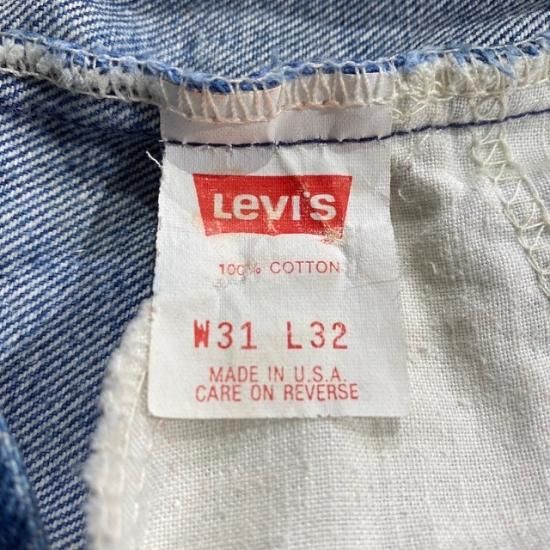 Levi's
100% COTTON
W31 L32
MADE IN U.S.A.
CARE ON REVERSE